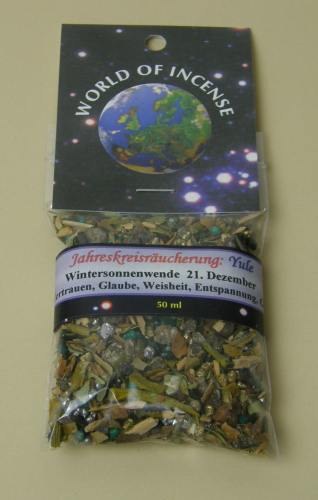 WORLD OF INCENSE
Jahreskreisräucherung: Yule
Wintersonnenwende 21. Dezember
Glaube, Weisheit, Entspannung,
50 ml